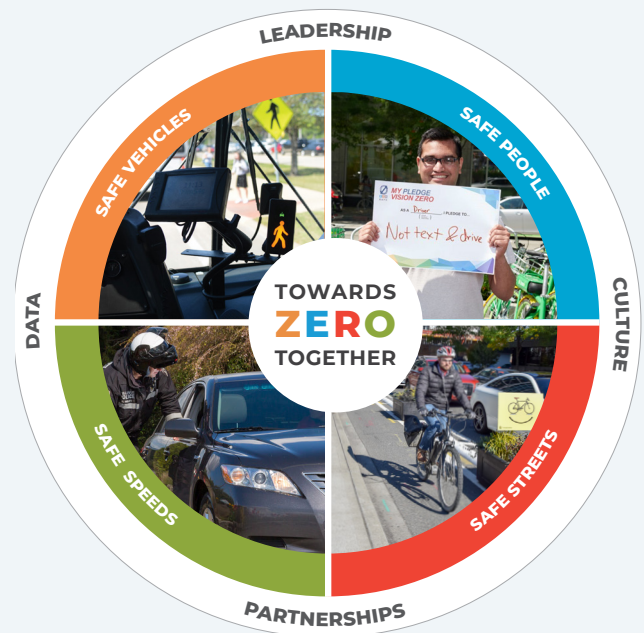 LEADERSHIP
SAFE VEHICLES
SAFE PEOPLE
MY PLEDGE
VISION ZERO
AS A Driver I PLEDGE TO...
Not text & drive
DATA
TOWARDS
ZERO
TOGETHER
CULTURE
SAFE SPEEDS
SAFE STREETS
PARTNERSHIPS